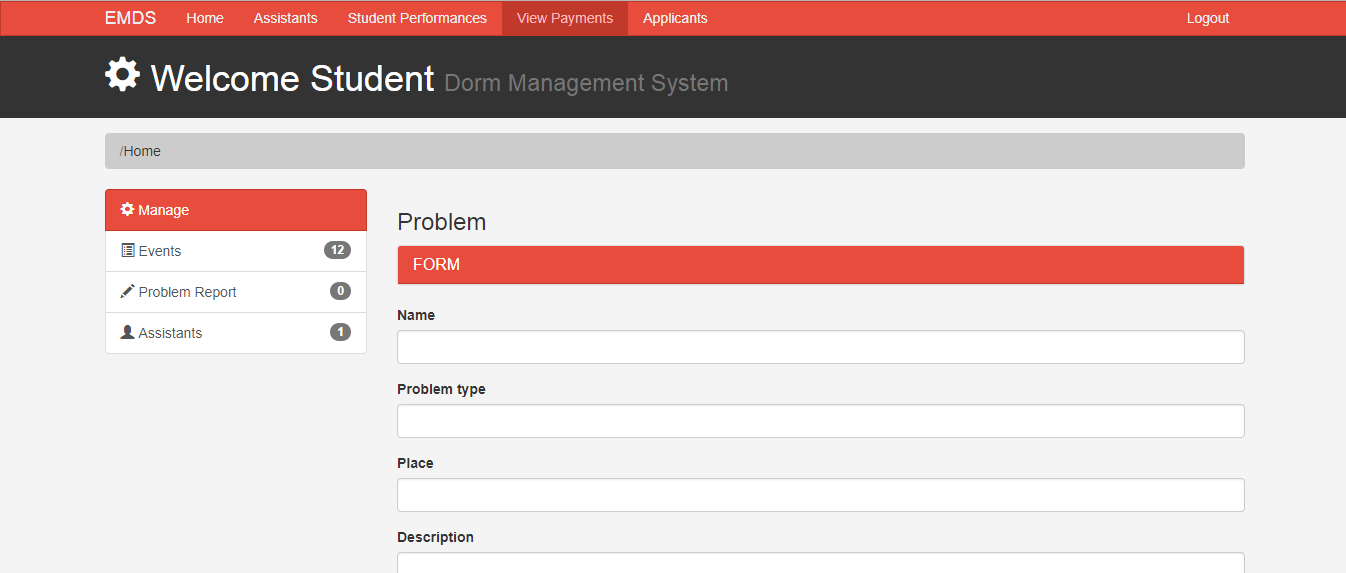 EMDS Home Assistants Student Performances View Payments Applicants Logout
Welcome Student Dorm Management System
/Home
Manage
Events 12
Problem Report 0
Assistants 1
Problem
FORM
Name
Problem type
Place
Description